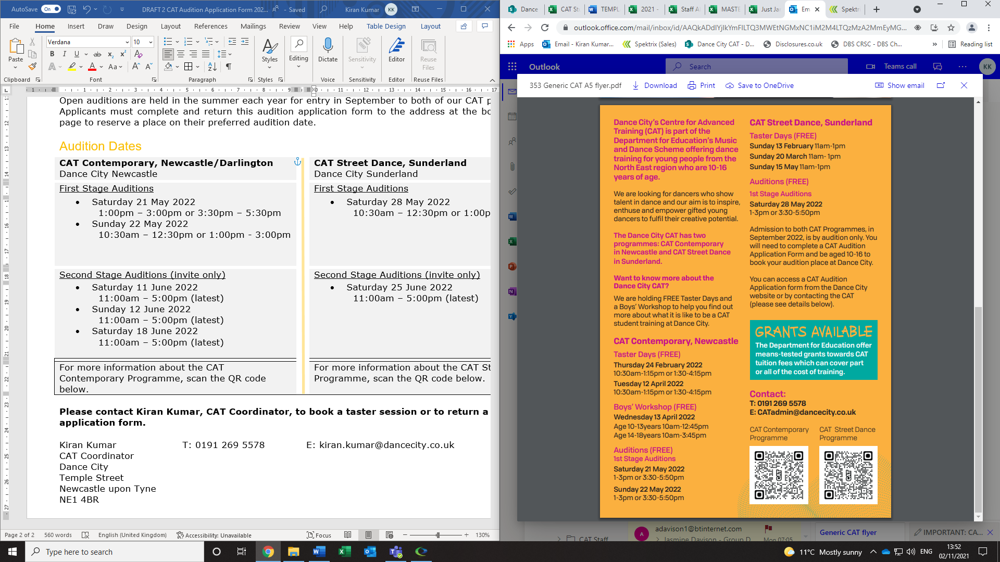 AutoSave On DRAFT 2 CAT Audition Application Form 202... - Saved Kiran Kumar KK
File Home Insert Draw Design Layout References Mailings Review View Help Table Design Layout
Verdana 10
Paste Styles Editing Dictate Sensitivity Editor Reuse Files
Clipboard Font Paragraph Styles Voice Sensitivity Editor Reuse Files
Open auditions are held in the summer each year for entry in September to both of our CAT p
Applicants must complete and return this audition application form to the address at the bo
page to reserve a place on their preferred audition date.
Audition Dates
CAT Contemporary, Newcastle/Darlington
Dance City Newcastle
First Stage Auditions
• Saturday 21 May 2022
1:00pm – 3:00pm or 3:30pm – 5:30pm
• Sunday 22 May 2022
10:30am – 12:30pm or 1:00pm - 3:00pm
Second Stage Auditions (invite only)
• Saturday 11 June 2022
11:00am – 5:00pm (latest)
• Sunday 12 June 2022
11:00am – 5:00pm (latest)
• Saturday 18 June 2022
11:00am – 5:00pm (latest)
For more information about the CAT
Contemporary Programme, scan the QR code
below.
CAT Street Dance, Sunderland
Dance City Sunderland
First Stage Auditions
• Saturday 28 May 2022
10:30am – 12:30pm or 1:00p
Second Stage Auditions (invite only)
• Saturday 25 June 2022
11:00am – 5:00pm (latest)
For more information about the CAT St
Programme, scan the QR code below.
Please contact Kiran Kumar, CAT Coordinator, to book a taster session or to return a
application form.
Kiran Kumar T: 0191 269 5578 E: kiran.kumar@dancecity.co.uk
CAT Coordinator
Dance City
Temple Street
Newcastle upon Tyne
NE1 4BR
Page 2 of 2 560 words English (United Kingdom) Accessibility: Unavailable Focus 130%
Dance CAT Stu TEMPL 2021 - Staff Al MASTE Just Jar Em Spektr
outlook.office.com/mail/inbox/id/AAQkADdlYjlkYmFlLTQ3MWEtNGMxNC1iM2M4LTQzMzA2MmEyMG...
Apps Email - Kiran Kumar... Spektrix (Sales) Dance City CAT - D... Disclosures.co.uk DBS CRSC - DBS Ch... » Reading list
Outlook Search Teams call KK
353 Generic CAT A5 flyer.pdf Download Print Save to OneDrive Show email
Dance City's Centre for Advanced
Training (CAT) is part of the
Department for Education's Music
and Dance Scheme offering dance
training for young people from the
North East region who are 10-16
years of age.
We are looking for dancers who show
talent in dance and our aim is to inspire,
enthuse and empower gifted young
dancers to fulfil their creative potential.
The Dance City CAT has two
programmes: CAT Contemporary
in Newcastle and CAT Street Dance
in Sunderland.
Want to know more about the
Dance City CAT?
We are holding FREE Taster Days and
a Boys' Workshop to help you find out
more about what it is like to be a CAT
student training at Dance City.
CAT Contemporary, Newcastle
Taster Days (FREE)
Thursday 24 February 2022
10:30am-1:15pm or 1:30-4:15pm
Tuesday 12 April 2022
10:30am-1:15pm or 1:30-4:15pm
Boys' Workshop (FREE)
Wednesday 13 April 2022
Age 10-13years 10am-12:45pm
Age 14-18years 10am-3:45pm
Auditions (FREE)
1st Stage Auditions
Saturday 21 May 2022
1-3pm or 3:30-5:50pm
Sunday 22 May 2022
1-3pm or 3:30-5:50pm
CAT Street Dance, Sunderland
Taster Days (FREE)
Sunday 13 February 11am-1pm
Sunday 20 March 11am- 1pm
Sunday 15 May 11am-1pm
Auditions (FREE)
1st Stage Auditions
Saturday 28 May 2022
1-3pm or 3:30-5:50pm
Admission to both CAT Programmes, in
September 2022, is by audition only. You
will need to complete a CAT Audition
Application Form and be aged 10-16 to
book your audition place at Dance City.
You can access a CAT Audition
Application form from the Dance City
website or by contacting the CAT
(please see details below).
GRANTS AVAILABLE
The Department for Education offer
means-tested grants towards CAT
tuition fees which can cover part
or all of the cost of training.
Contact:
T: 0191 269 5578
E: CATadmin@dancecity.co.uk
CAT Contemporary
Programme
CAT Street Dance
Programme
CAT
CAT
CAT Staff
A adavison1@btinternet.com
Jasmine Davison - Group D Mon 07:05
Generic CAT flyer IMPORTANT: CA...
Type here to search 11°C Mostly sunny ENG 13:52
02/11/2021